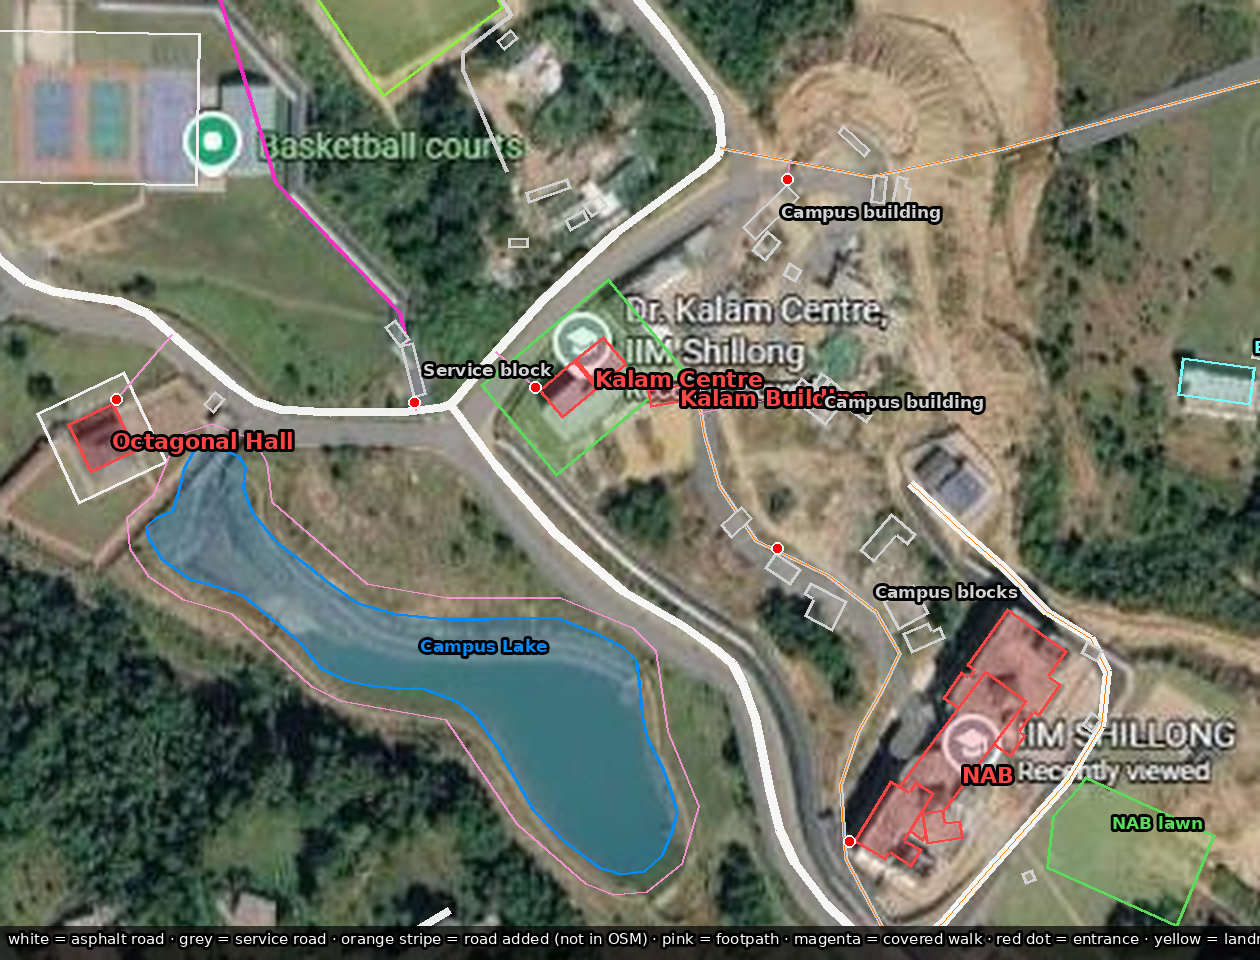 Basketball courts
Campus building
Dr. Kalam Centre,
IIM Shillong
Service block
Kalam Centre
Kalam Building
Campus building
Octagonal Hall
Campus blocks
Campus Lake
IIM SHILLONG
Recently viewed
NAB
NAB lawn
white = asphalt road · grey = service road · orange stripe = road added (not in OSM) · pink = footpath · magenta = covered walk · red dot = entrance · yellow =